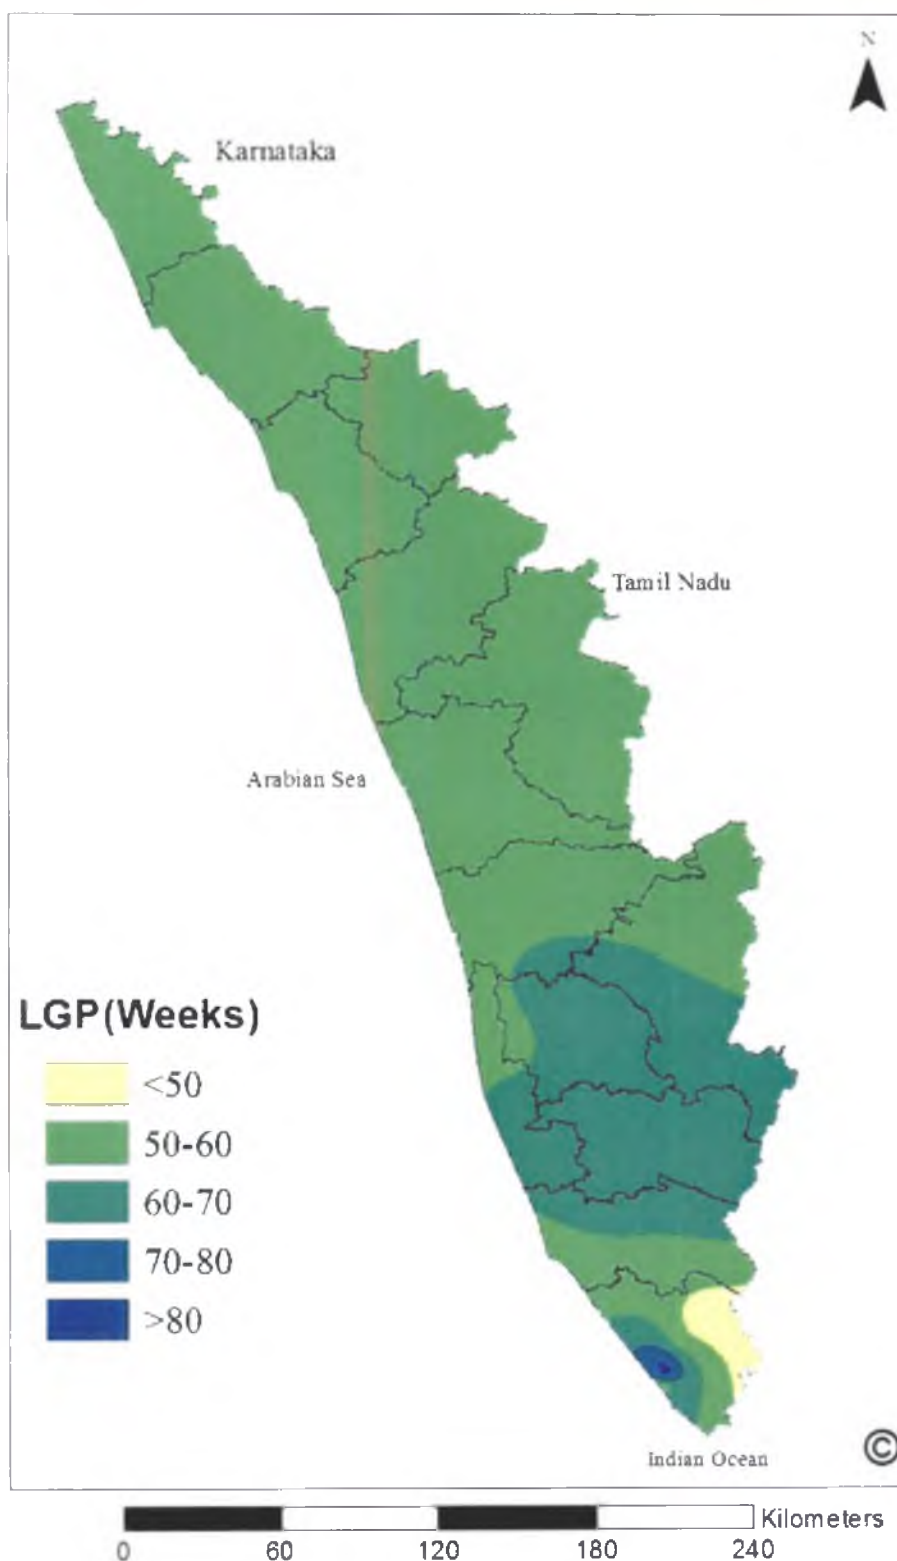 N
Karnataka
Tamil Nadu
Arabian Sea
LGP(Weeks)
<50
50-60
60-70
70-80
>80
©
Indian Ocean
Kilometers
0 60 120 180 240